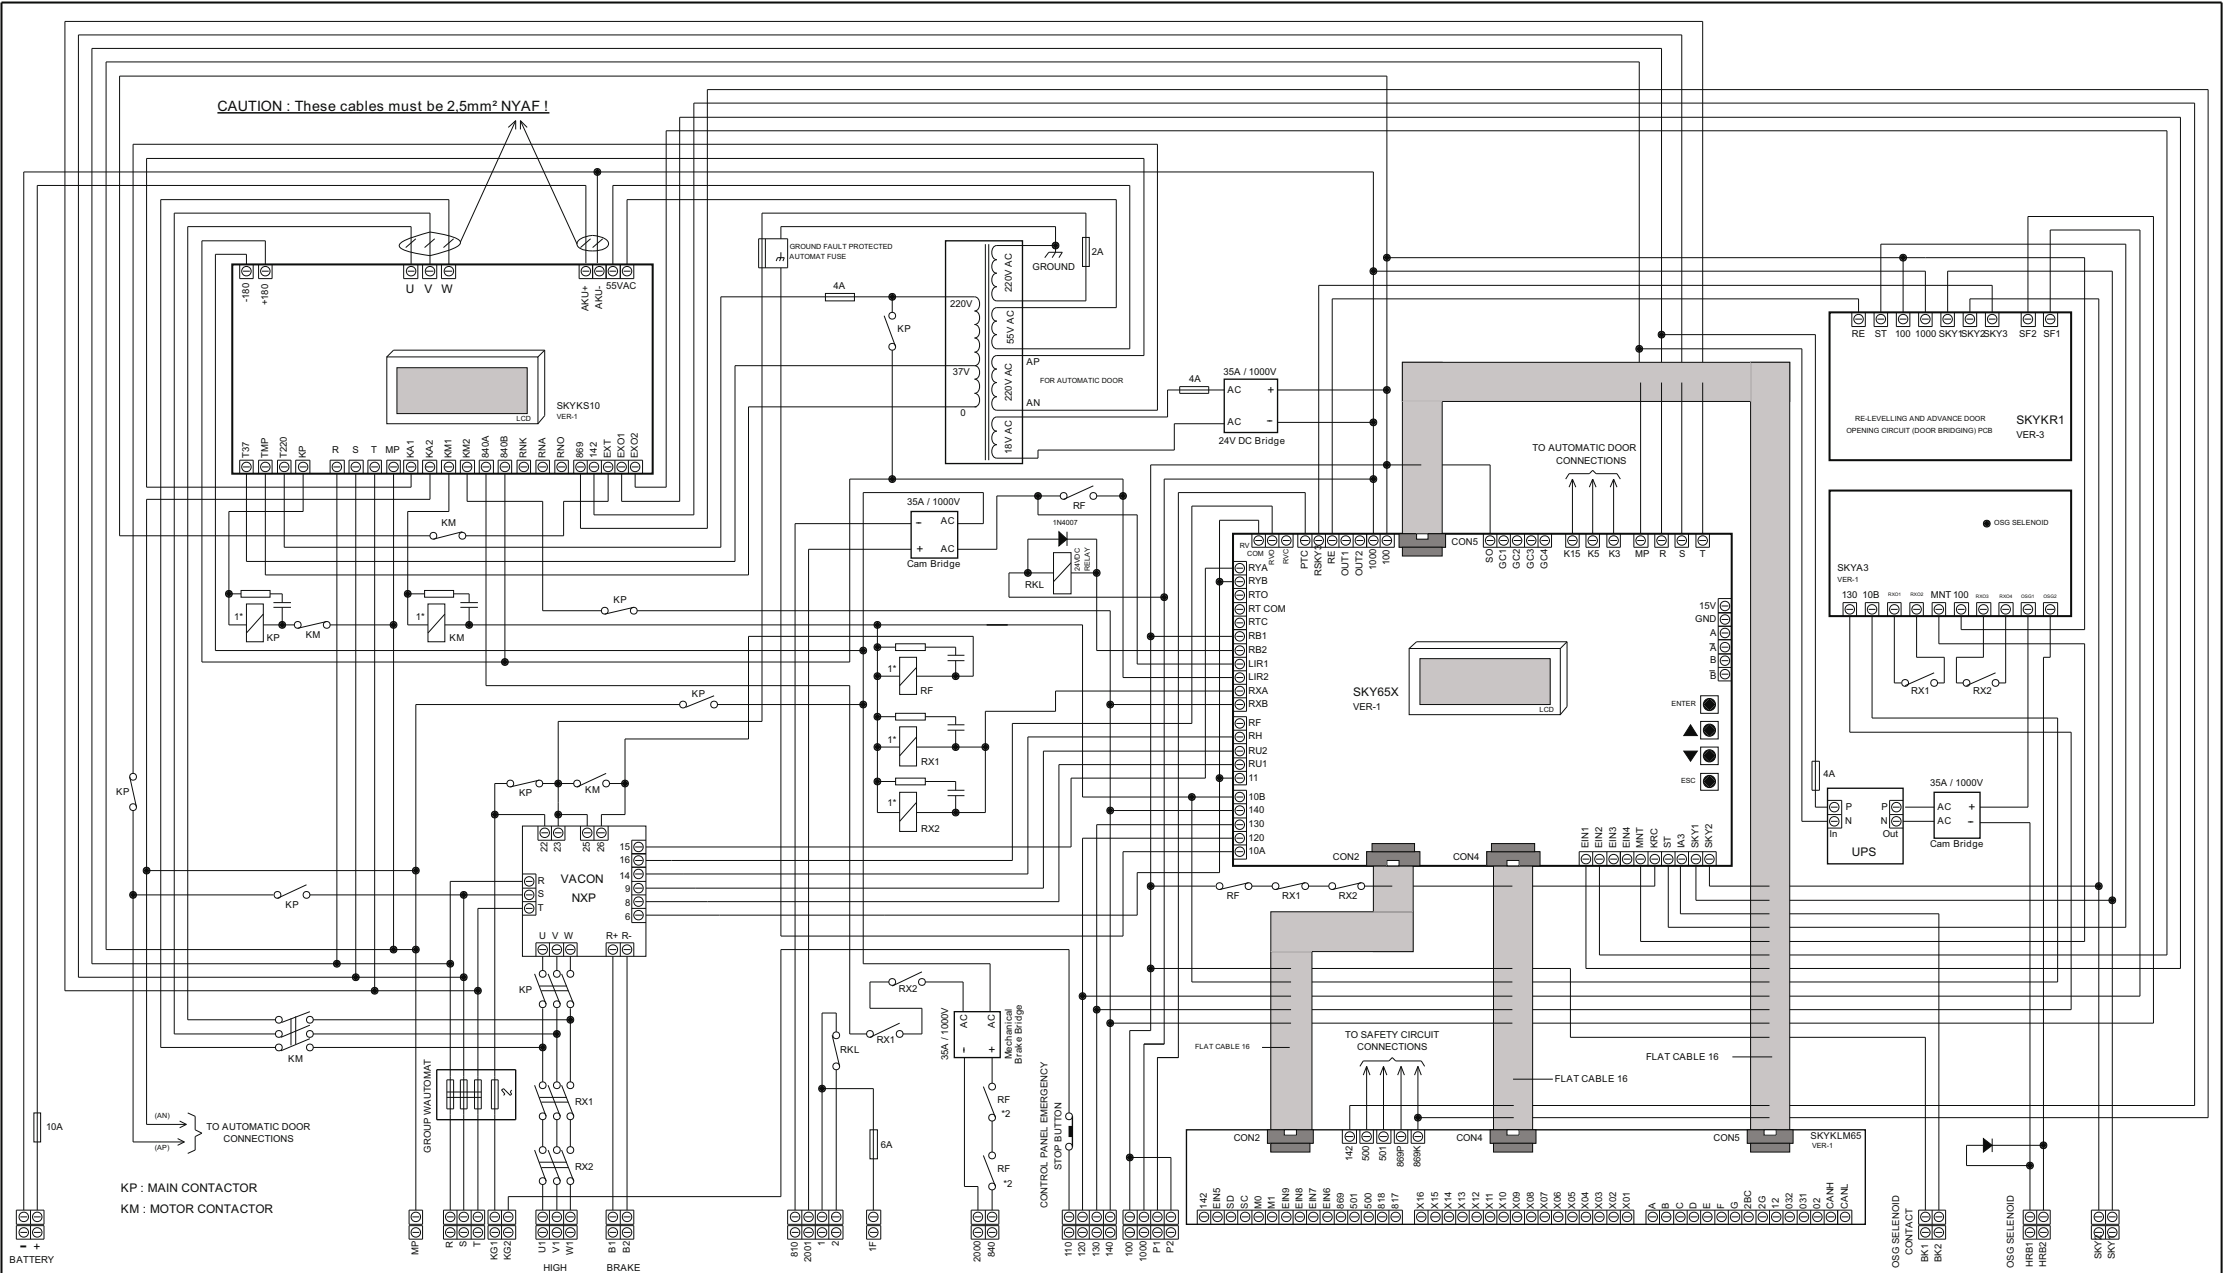 CAUTION : These cables must be 2,5mm² NYAF !
-180
+180
U V W
AKU+
AKU-
55VAC
SKYKS10
VER-1
LCD
T37
TMP
T220
KP
R S T MP
KA1
KA2
KM1
KM2
840A
840B
RNK
RNA
RNO
869
142
EXT
EXO1
EXO2
GROUND FAULT PROTECTED
AUTOMAT FUSE
4A
KP
220V
37V
0
220V AC
55V AC
220V AC
18V AC
GROUND
2A
AP
FOR AUTOMATIC DOOR
AN
4A
35A / 1000V
AC +
AC -
24V DC Bridge
RE ST 100 1000 SKY1 SKY2 SKY3 SF2 SF1
RE-LEVELLING AND ADVANCE DOOR
OPENING CIRCUIT (DOOR BRIDGING) PCB
SKYKR1
VER-3
OSG SELENOID
SKYA3
VER-1
130 10B RXO1 RXO2 MNT 100 RXO3 RXO4 OSG1 OSG2
RX1
RX2
TO AUTOMATIC DOOR
CONNECTIONS
KM
35A / 1000V
- AC
+ AC
Cam Bridge
RF
1N4007
24VDC
RELAY
RKL
1*
KP
KM
1*
KM
KP
KP
1*
RF
1*
RX1
1*
RX2
RV
COM
RVO
RVC
PTC
RSKY3
RE
OUT1
OUT2
1000
100
CON5
SO
GC1
GC2
GC3
GC4
K15
K5
K3
MP
R
S
T
RYA
RYB
RTO
RT COM
RTC
RB1
RB2
LIR1
LIR2
RXA
RXB
RF
RH
RU2
RU1
11
10B
140
130
120
10A
SKY65X
VER-1
LCD
15V
GND
A
A̅
B
B̅
ENTER
ESC
CON2
CON4
EIN1
EIN2
EIN3
EIN4
MNT
KRC
ST
IA3
SKY1
SKY2
4A
P
N
In
P
N
Out
UPS
35A / 1000V
AC +
AC -
Cam Bridge
KP
KP
KP
KM
22
23
25
26
15
16
14
9
8
6
R
S
T
VACON
NXP
U V W
R+ R-
KP
KM
RX1
RX2
GROUP WAUTOMAT
10A
(AN)
(AP)
TO AUTOMATIC DOOR
CONNECTIONS
KP : MAIN CONTACTOR
KM : MOTOR CONTACTOR
RF
RX1
RX2
RX2
RX1
RKL
6A
35A / 1000V
AC
AC
-
+
Mechanical
Brake Bridge
RF
*2
RF
*2
CONTROL PANEL EMERGENCY
STOP BUTTON
FLAT CABLE 16
TO SAFETY CIRCUIT
CONNECTIONS
FLAT CABLE 16
FLAT CABLE 16
CON2
142
500
501
869P
869K
CON4
CON5
SKYKLM65
VER-1
142
EIN5
SD
SC
M0
M1
EIN9
EIN8
EIN7
EIN6
869
501
500
818
817
X16
X15
X14
X13
X12
X11
X10
X09
X08
X07
X06
X05
X04
X03
X02
X01
A
B
C
D
E
F
G
2BC
2G
12
032
031
02
CANH
CANL
- +
BATTERY
MP
R
S
T
KG1
KG2
U1
V1
W1
HIGH
B1
B2
BRAKE
810
2001
1
2
1F
2000
840
110
120
130
140
100
1000
P1
P2
OSG SELENOID
CONTACT
BK1
BK2
OSG SELENOID
HRB1
HRB2